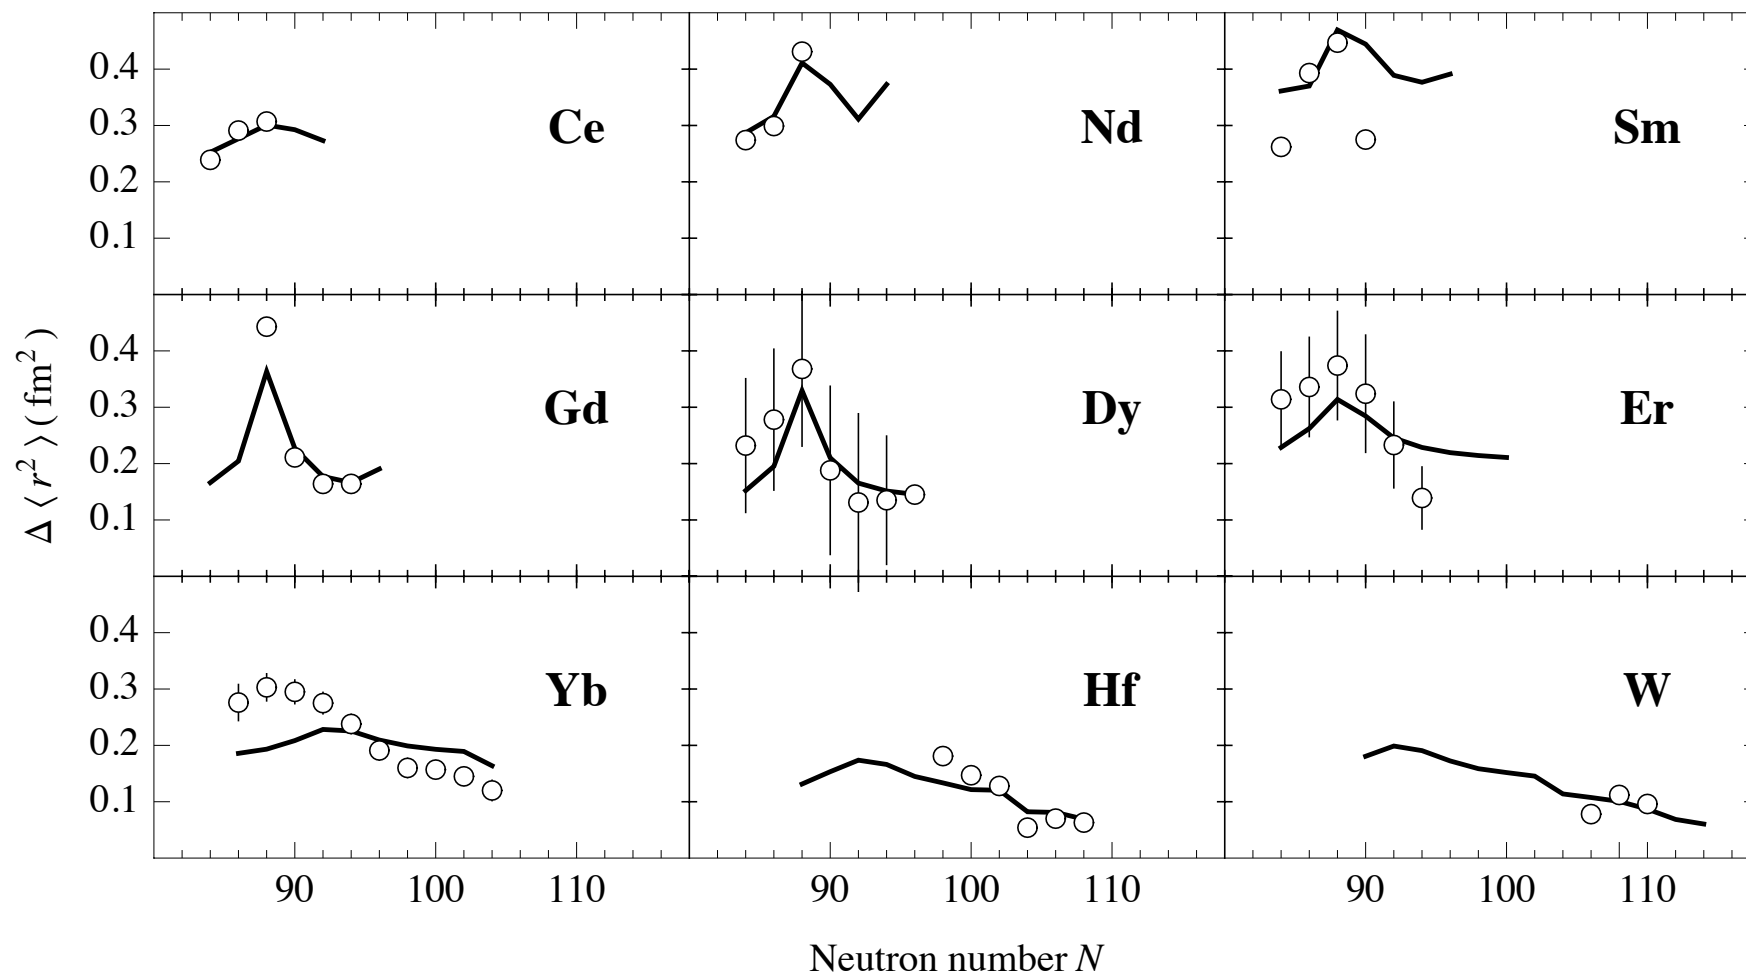 0.4
0.3
0.2
0.1
Ce
Nd
Sm
Δ ⟨ r² ⟩ ( fm² )
0.4
0.3
0.2
0.1
Gd
Dy
Er
0.4
0.3
0.2
0.1
Yb
Hf
W
90 100 110 90 100 110 90 100 110
Neutron number N